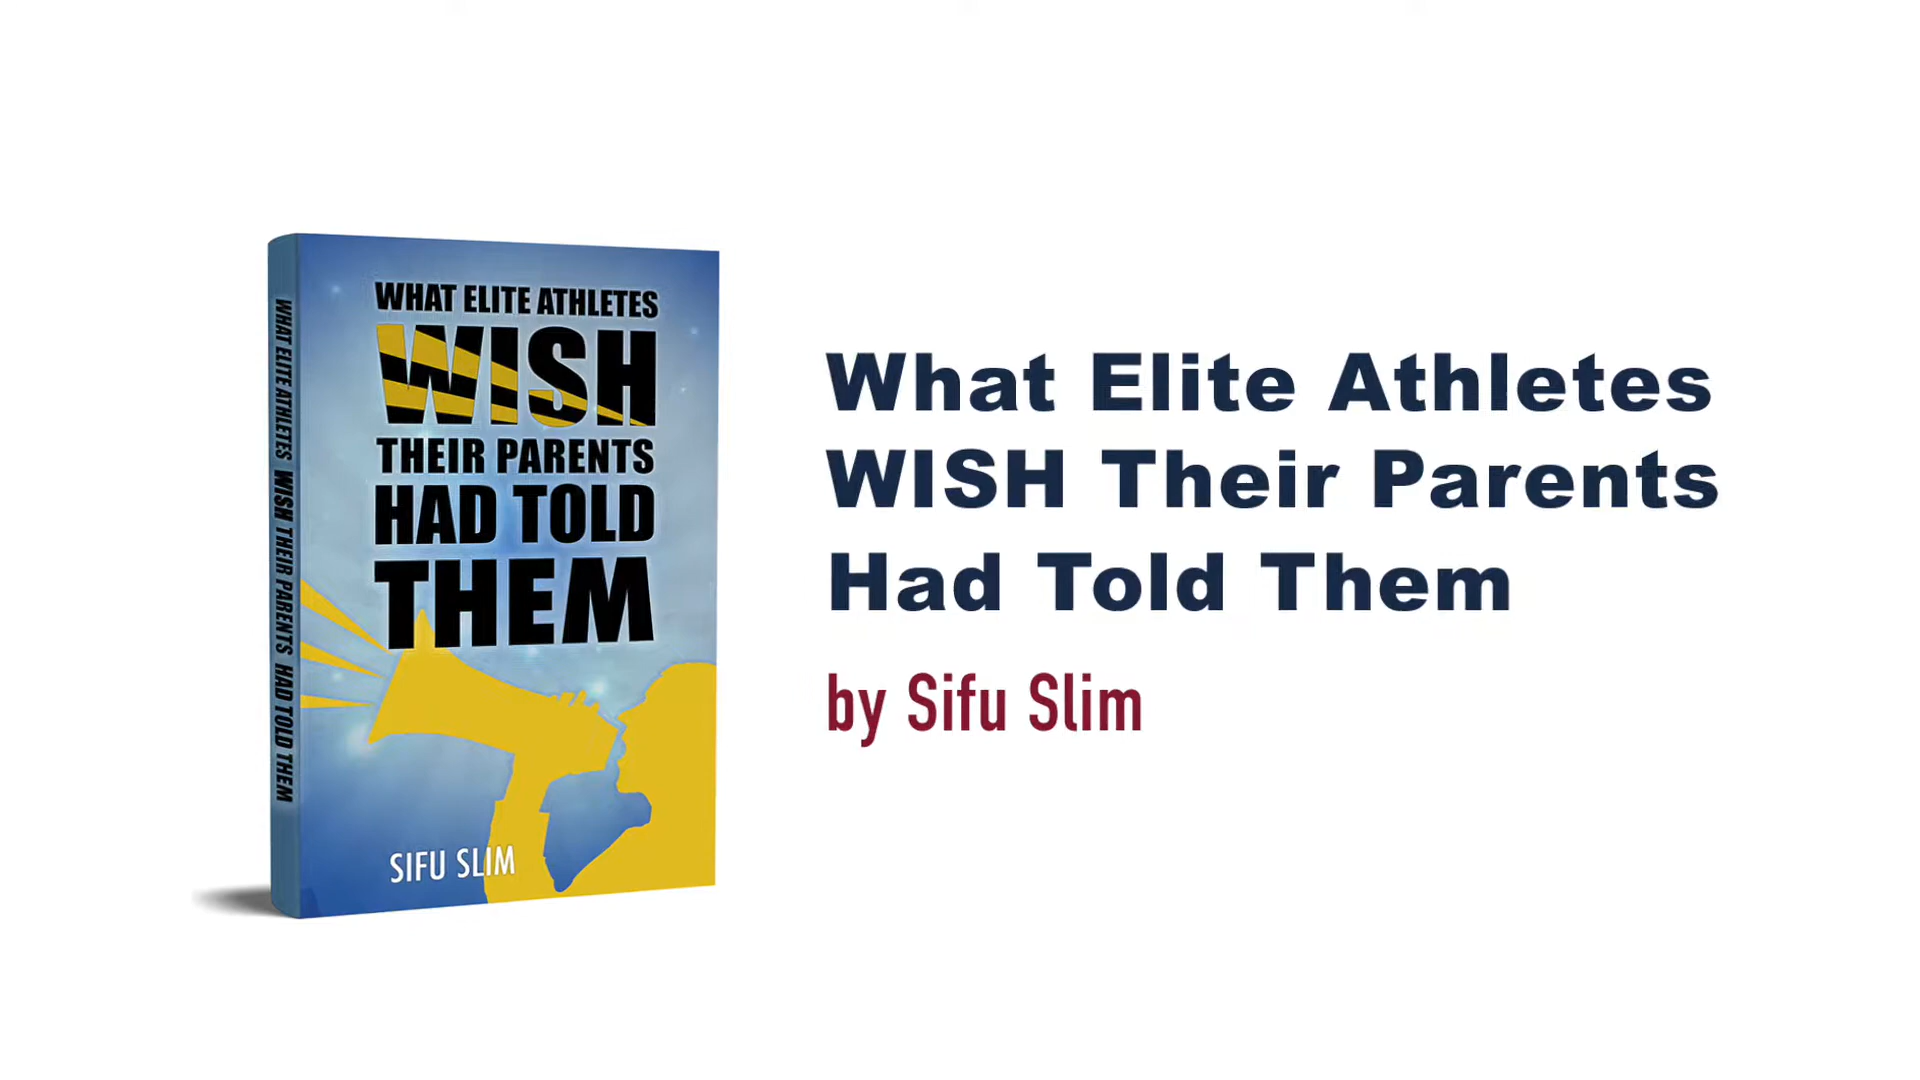 WHAT ELITE ATHLETES
WISH
THEIR PARENTS
HAD TOLD
THEM
SIFU SLIM
WHAT ELITE ATHLETES WISH THEIR PARENTS HAD TOLD THEM
What Elite Athletes
WISH Their Parents
Had Told Them
by Sifu Slim